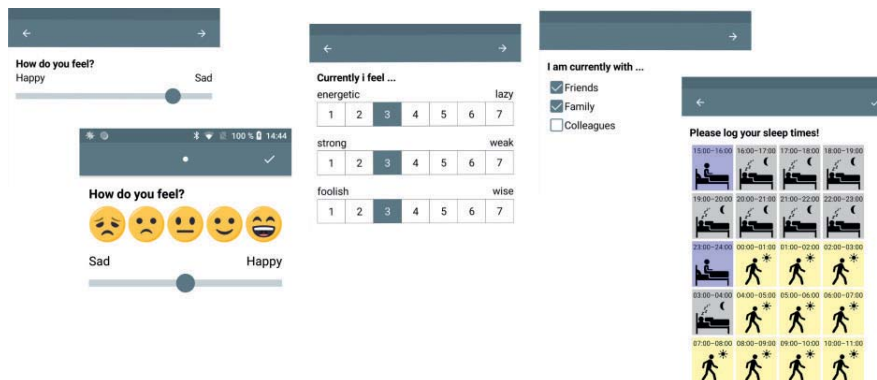 How do you feel?
Happy Sad
100 % 14:44
How do you feel?
Sad Happy
Currently i feel ...
energetic lazy
1 2 3 4 5 6 7
strong weak
1 2 3 4 5 6 7
foolish wise
1 2 3 4 5 6 7
I am currently with ...
Friends
Family
Colleagues
Please log your sleep times!
15:00–16:00 16:00–17:00 17:00–18:00 18:00–19:00
19:00–20:00 20:00–21:00 21:00–22:00 22:00–23:00
23:00–24:00 00:00–01:00 01:00–02:00 02:00–03:00
03:00–04:00 04:00–05:00 05:00–06:00 06:00–07:00
07:00–08:00 08:00–09:00 09:00–10:00 10:00–11:00